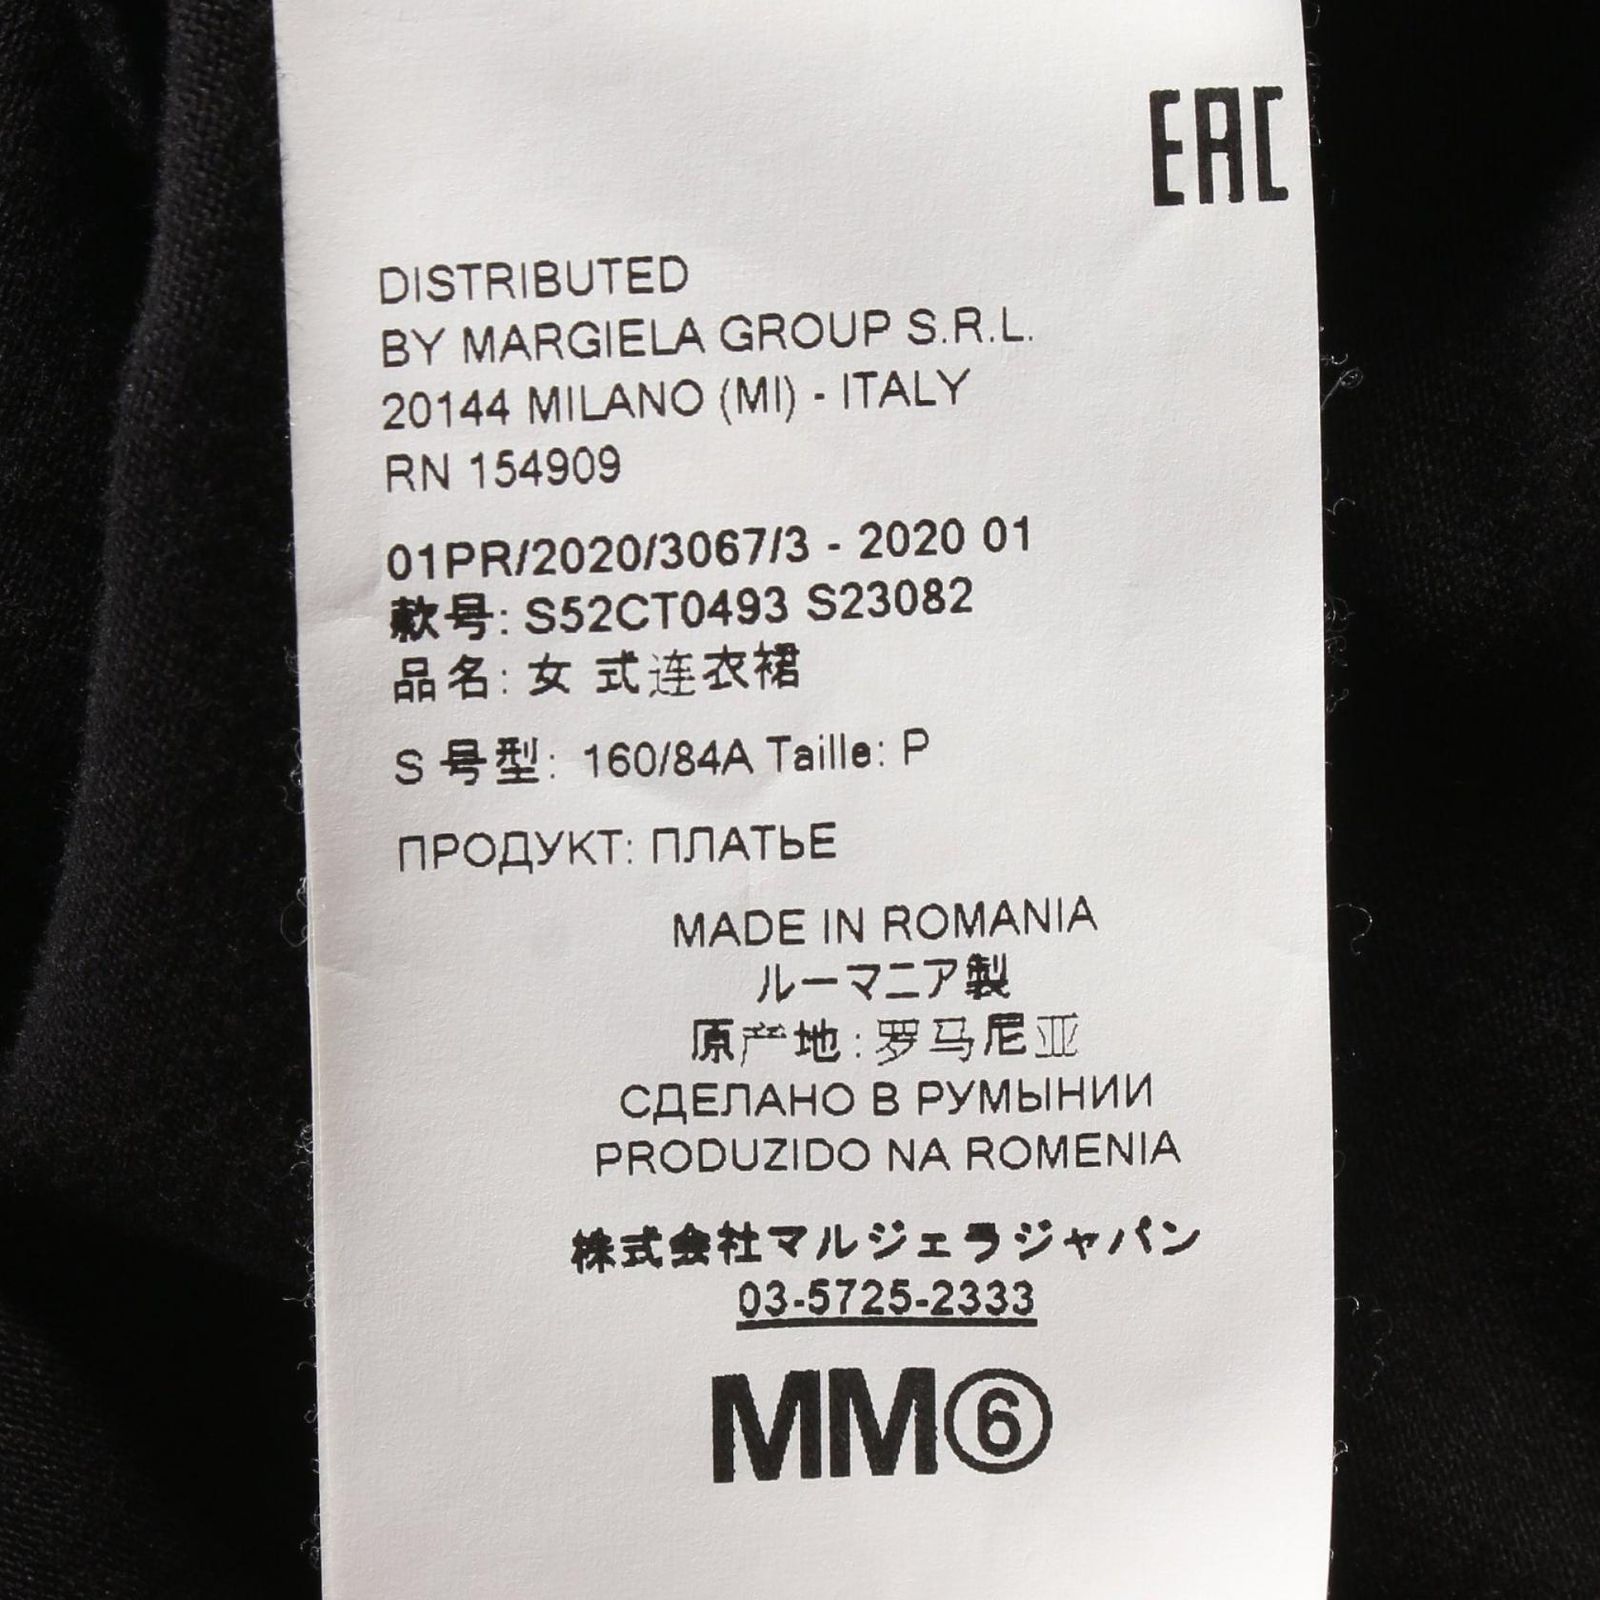 EAC
DISTRIBUTED
BY MARGIELA GROUP S.R.L.
20144 MILANO (MI) - ITALY
RN 154909
01PR/2020/3067/3 - 2020 01
款号: S52CT0493 S23082
品名: 女 式连衣裙
S 号型: 160/84A Taille: P
ПРОДУКТ: ПЛАТЬЕ
MADE IN ROMANIA
ルーマニア製
原产地: 罗马尼亚
СДЕЛАНО В РУМЫНИИ
PRODUZIDO NA ROMENIA
株式会社マルジェラジャパン
03-5725-2333
MM⑥